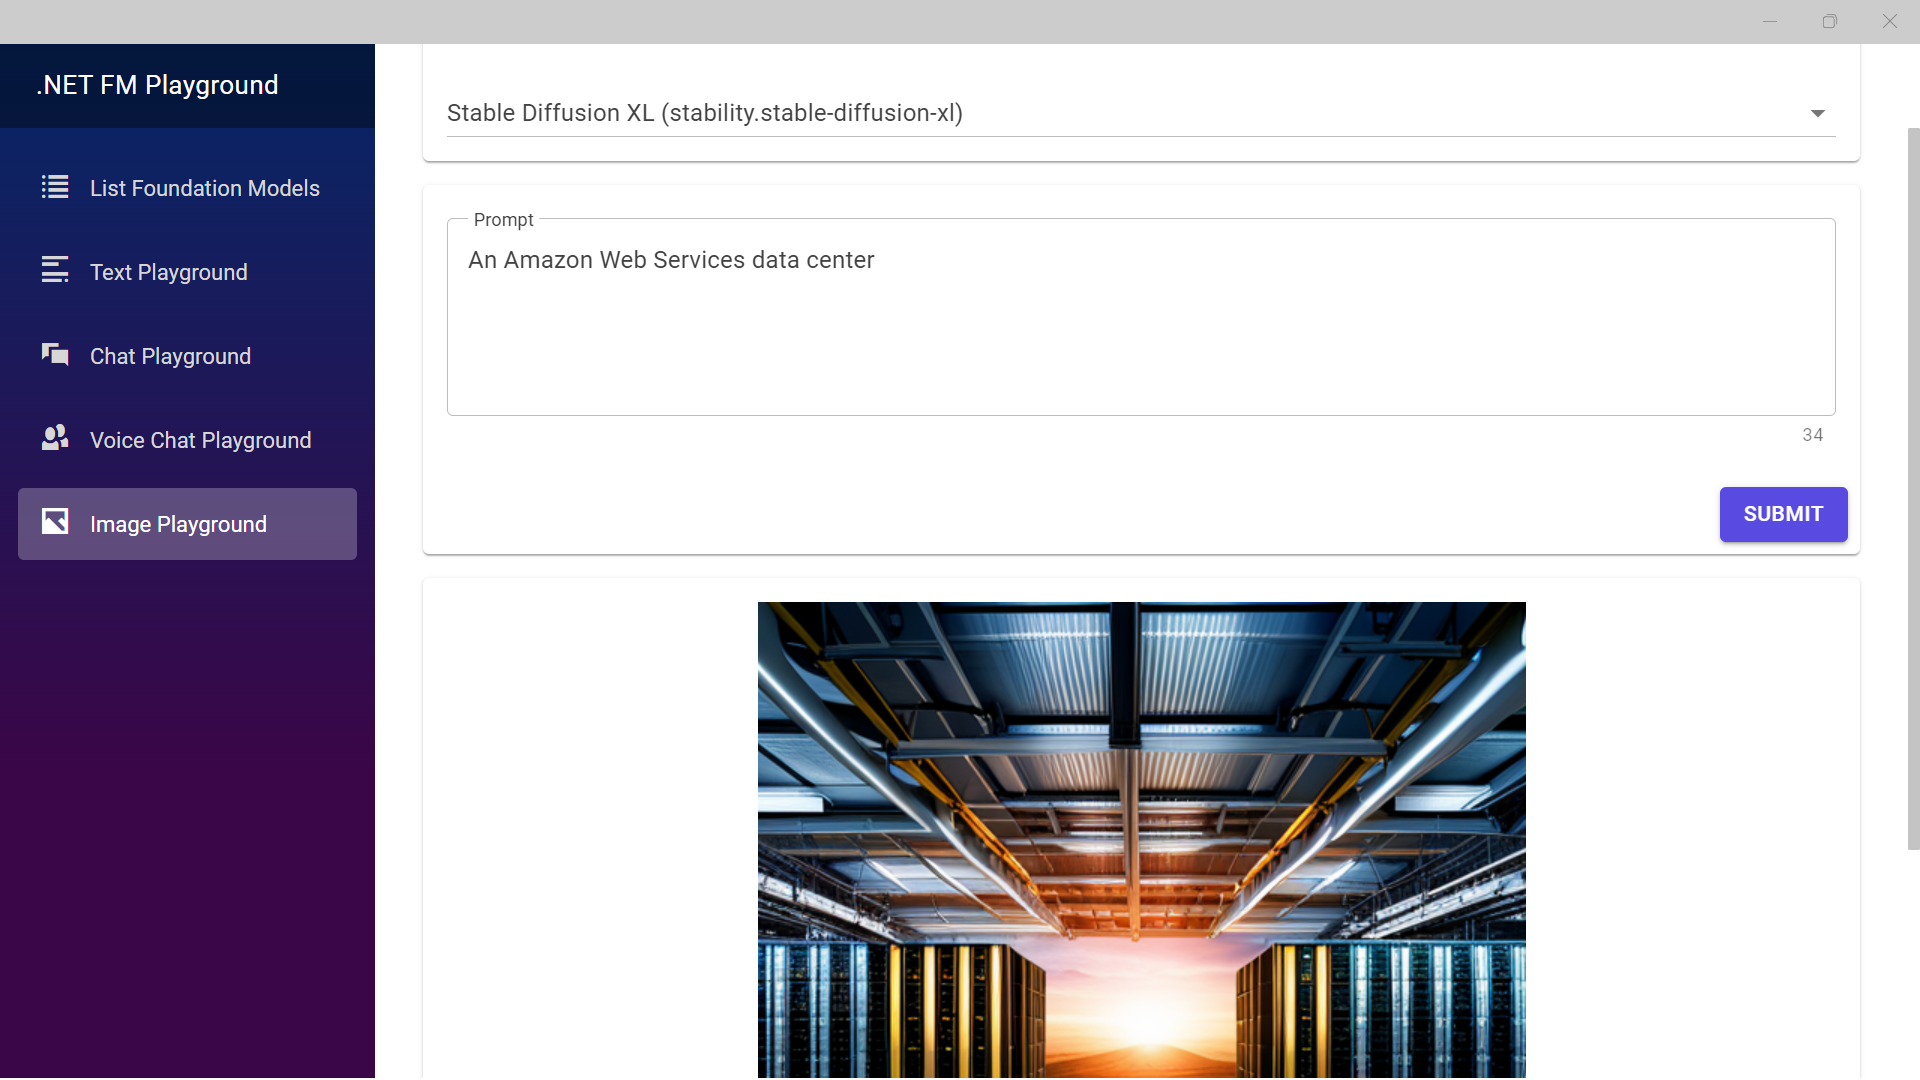 .NET FM Playground
List Foundation Models
Text Playground
Chat Playground
Voice Chat Playground
Image Playground
Stable Diffusion XL (stability.stable-diffusion-xl)
Prompt
An Amazon Web Services data center
34
SUBMIT